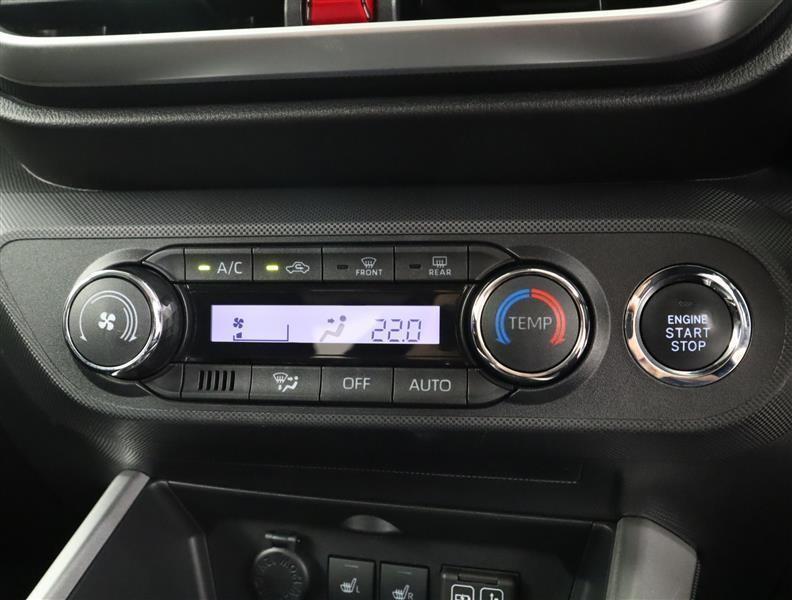 A/C
FRONT
REAR
22.0
TEMP
ENGINE
START
STOP
OFF
AUTO
L
R